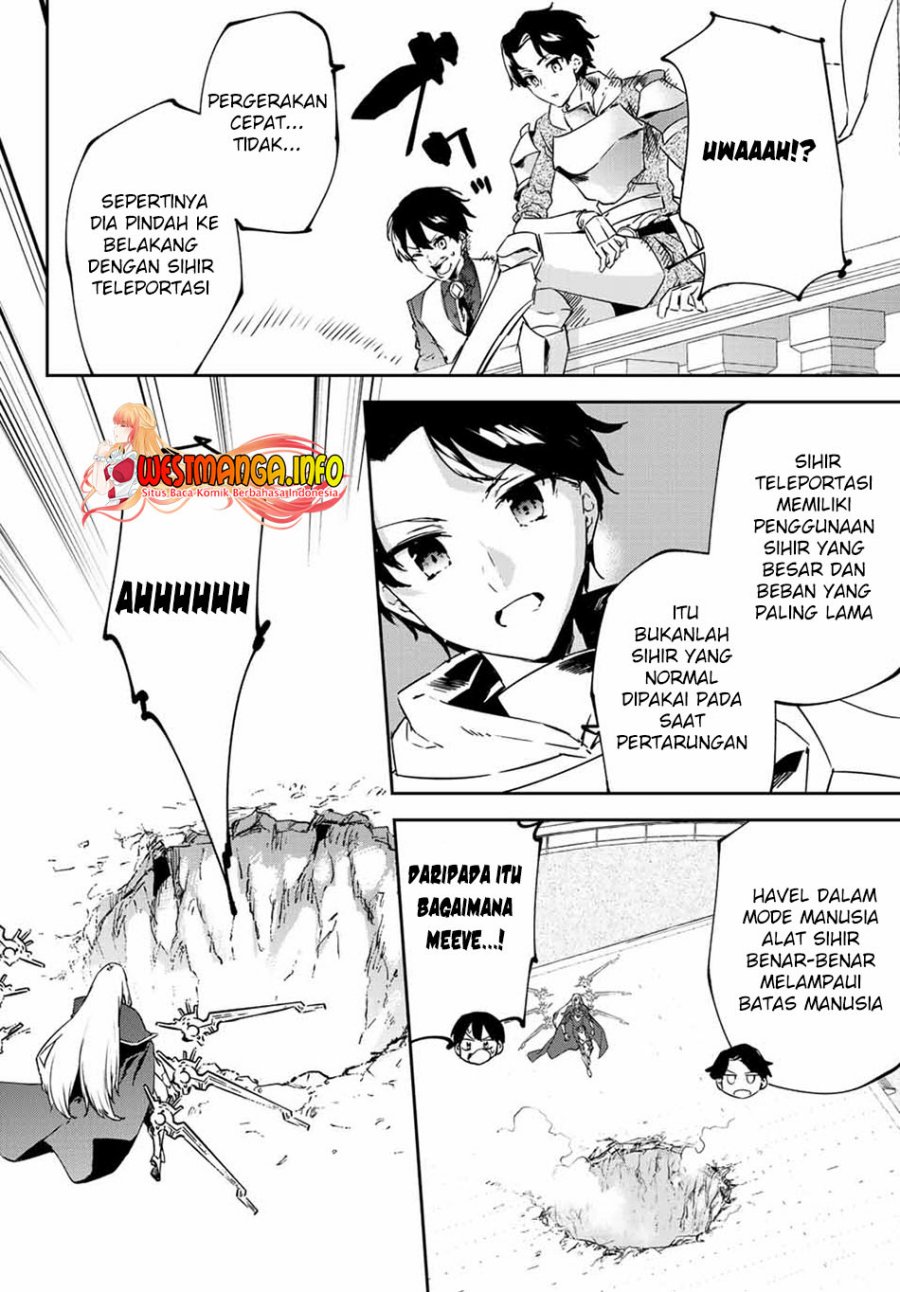 UWAAAH!?
PERGERAKAN
CEPAT...
TIDAK...
SEPERTINYA
DIA PINDAH KE
BELAKANG
DENGAN SIHIR
TELEPORTASI
SIHIR
TELEPORTASI
MEMILIKI
PENGGUNAAN
SIHIR YANG
BESAR DAN
BEBAN YANG
PALING LAMA
ITU
BUKANLAH
SIHIR YANG
NORMAL
DIPAKAI PADA
SAAT
PERTARUNGAN
WESTMANGA.INFO
Situs Baca Komik Berbahasa Indonesia
AHHHHHH
HAVEL DALAM
MODE MANUSIA
ALAT SIHIR
BENAR-BENAR
MELAMPAUI
BATAS MANUSIA
DARIPADA ITU
BAGAIMANA
MEEVE...!